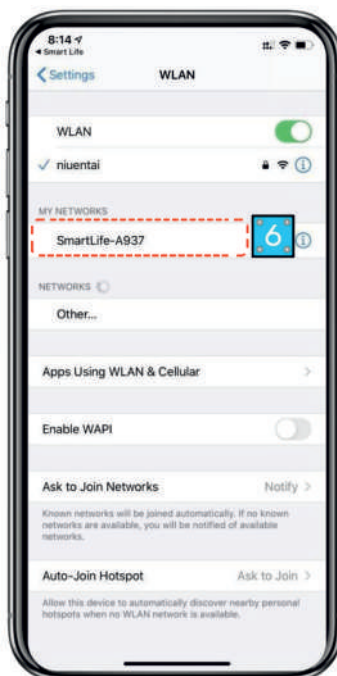 8:14
Smart Life
Settings
WLAN
WLAN
niuentai
MY NETWORKS
SmartLife-A937
6
NETWORKS
Other...
Apps Using WLAN & Cellular
Enable WAPI
Ask to Join Networks
Notify
Known networks will be joined automatically. If no known
networks are available, you will be notified of available
networks.
Auto-Join Hotspot
Ask to Join
Allow this device to automatically discover nearby personal
hotspots when no WLAN network is available.